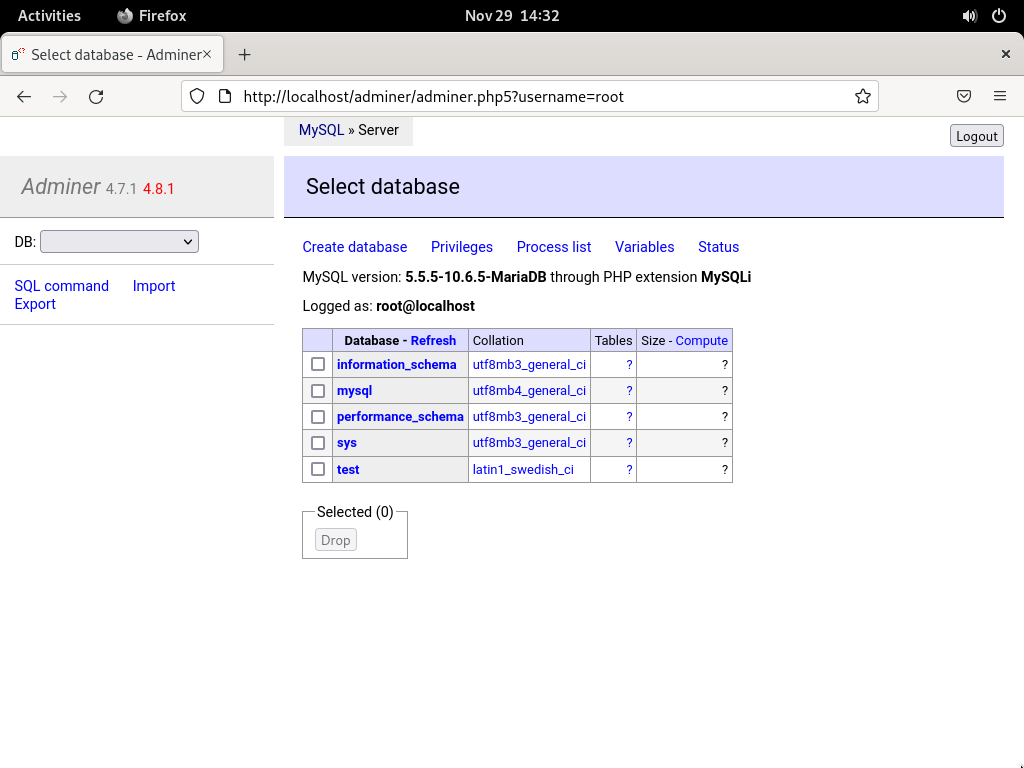 Activities Firefox Nov 29 14:32
Select database - Adminer
http://localhost/adminer/adminer.php5?username=root
MySQL » Server
Logout
Adminer 4.7.1 4.8.1
Select database
DB:
SQL command Import
Export
Create database Privileges Process list Variables Status
MySQL version: 5.5.5-10.6.5-MariaDB through PHP extension MySQLi
Logged as: root@localhost
Database - Refresh Collation Tables Size - Compute
information_schema utf8mb3_general_ci ? ?
mysql utf8mb4_general_ci ? ?
performance_schema utf8mb3_general_ci ? ?
sys utf8mb3_general_ci ? ?
test latin1_swedish_ci ? ?
Selected (0)
Drop